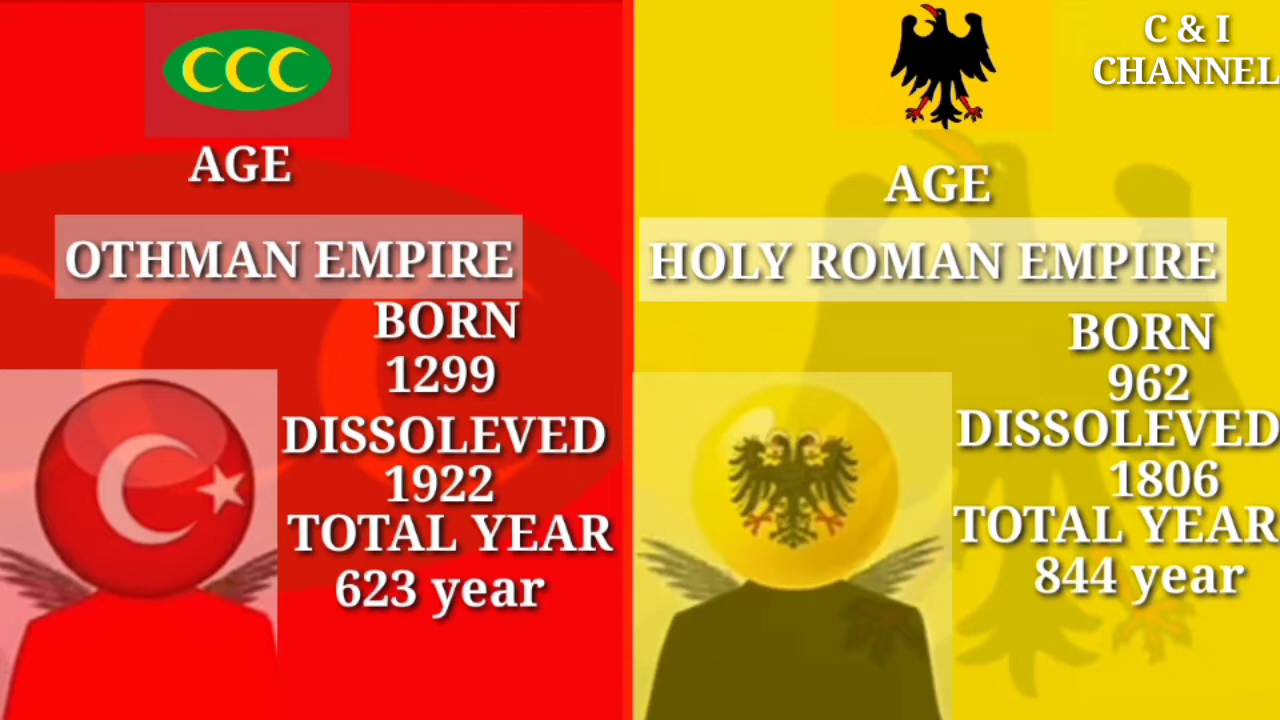 CCC
AGE
OTHMAN EMPIRE
BORN
1299
DISSOLEVED
1922
TOTAL YEAR
623 year
C & I
CHANNEL
AGE
HOLY ROMAN EMPIRE
BORN
962
DISSOLEVED
1806
TOTAL YEAR
844 year